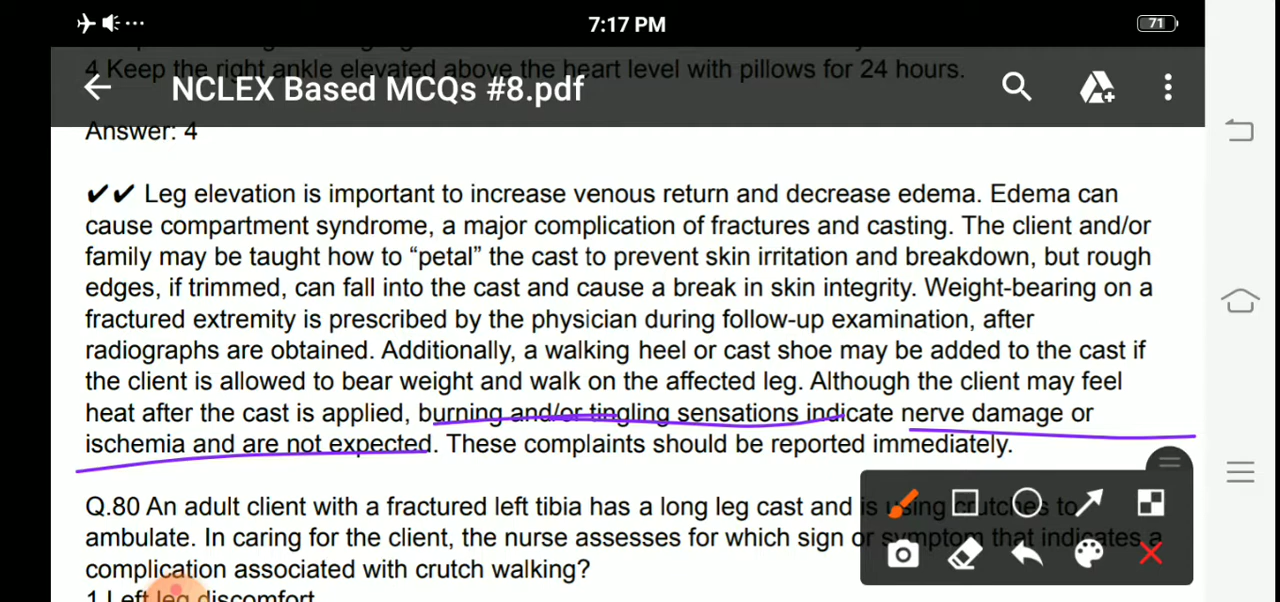 7:17 PM
71
4 Keep the right ankle elevated above the heart level with pillows for 24 hours.
NCLEX Based MCQs #8.pdf
Answer: 4
✔✔ Leg elevation is important to increase venous return and decrease edema. Edema can
cause compartment syndrome, a major complication of fractures and casting. The client and/or
family may be taught how to “petal” the cast to prevent skin irritation and breakdown, but rough
edges, if trimmed, can fall into the cast and cause a break in skin integrity. Weight-bearing on a
fractured extremity is prescribed by the physician during follow-up examination, after
radiographs are obtained. Additionally, a walking heel or cast shoe may be added to the cast if
the client is allowed to bear weight and walk on the affected leg. Although the client may feel
heat after the cast is applied, burning and/or tingling sensations indicate nerve damage or
ischemia and are not expected. These complaints should be reported immediately.
Q.80 An adult client with a fractured left tibia has a long leg cast and is using crutches to
ambulate. In caring for the client, the nurse assesses for which sign or symptom that indicates a
complication associated with crutch walking?
1 Left leg discomfort